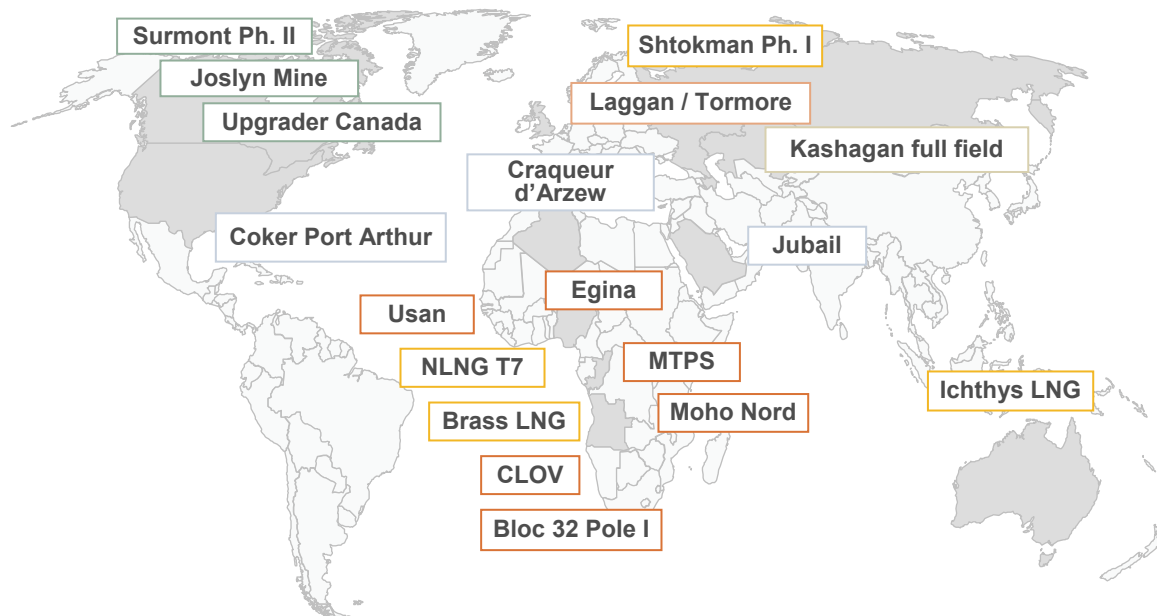 Surmont Ph. II
Shtokman Ph. I
Joslyn Mine
Laggan / Tormore
Upgrader Canada
Kashagan full field
Craqueur
d’Arzew
Coker Port Arthur
Jubail
Egina
Usan
NLNG T7
MTPS
Ichthys LNG
Moho Nord
Brass LNG
CLOV
Bloc 32 Pole I